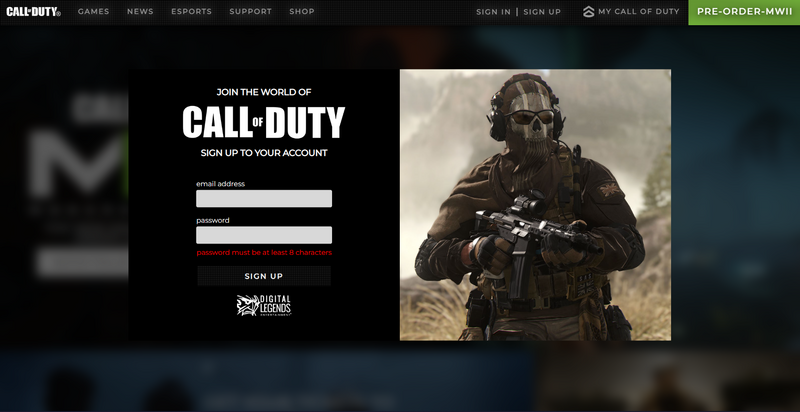 CALL OF DUTY®
GAMES NEWS ESPORTS SUPPORT SHOP
SIGN IN | SIGN UP
MY CALL OF DUTY
PRE-ORDER-MWII
JOIN THE WORLD OF
CALL OF DUTY
SIGN UP TO YOUR ACCOUNT
email address
password
password must be at least 8 characters
SIGN UP
DIGITAL
LEGENDS
ENTERTAINMENT